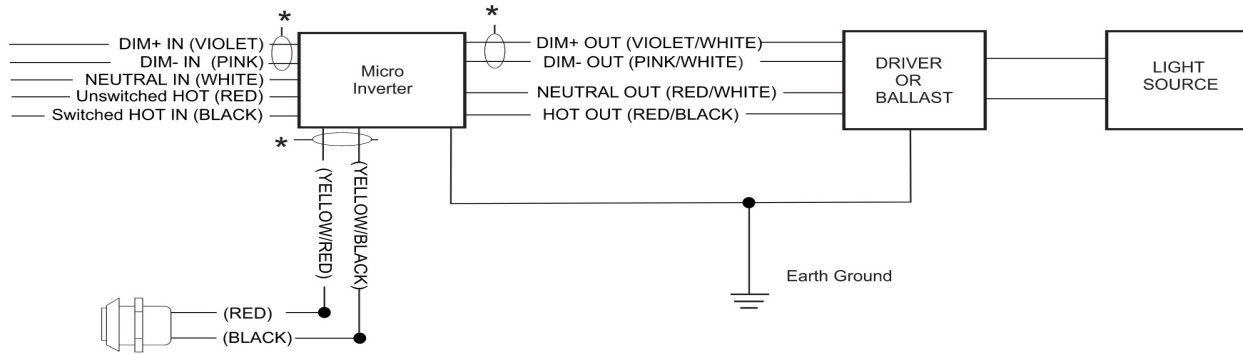 *
*
DIM+ IN (VIOLET)
DIM- IN (PINK)
NEUTRAL IN (WHITE)
Unswitched HOT (RED)
Switched HOT IN (BLACK)
Micro
Inverter
DIM+ OUT (VIOLET/WHITE)
DIM- OUT (PINK/WHITE)
NEUTRAL OUT (RED/WHITE)
HOT OUT (RED/BLACK)
DRIVER
OR
BALLAST
LIGHT
SOURCE
*
(YELLOW/RED)
(YELLOW/BLACK)
Earth Ground
(RED)
(BLACK)